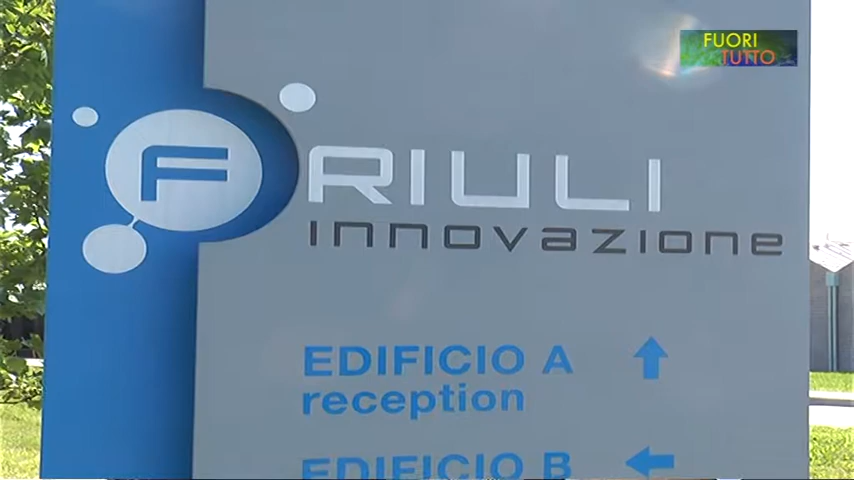 FUORI
TUTTO
FRIULI
innovazione
EDIFICIO A
reception
EDIFICIO B